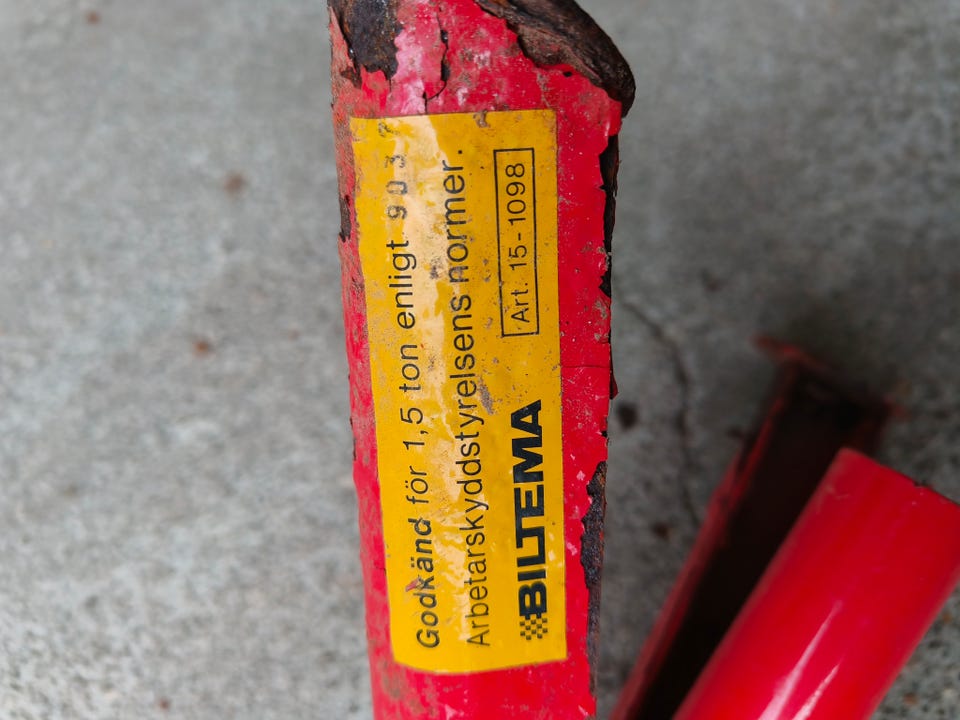 Godkänd för 1,5 ton enligt 903
Arbetarskyddstyrelsens normer.
BILTEMA
Art. 15-1098